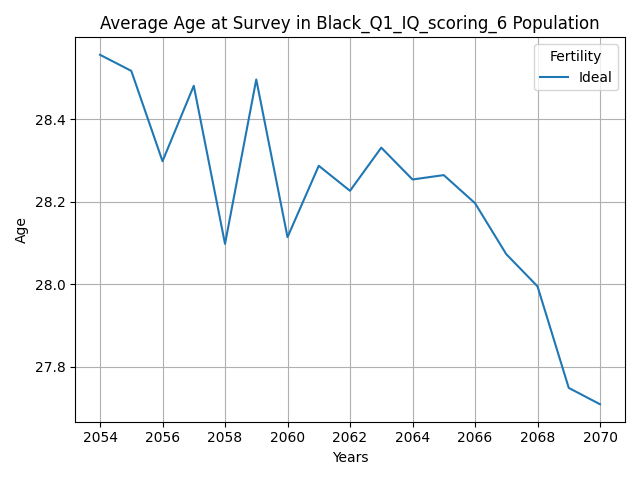 Average Age at Survey in Black_Q1_IQ_scoring_6 Population
Fertility
Ideal
28.4
28.2
28.0
27.8
Age
2054 2056 2058 2060 2062 2064 2066 2068 2070
Years